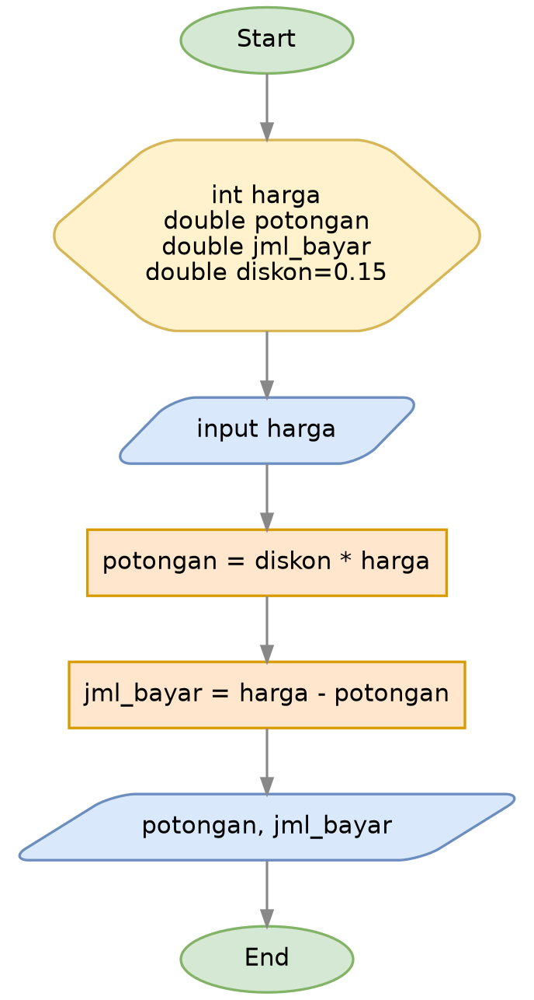 Start
int harga
double potongan
double jml_bayar
double diskon=0.15
input harga
potongan = diskon * harga
jml_bayar = harga - potongan
potongan, jml_bayar
End